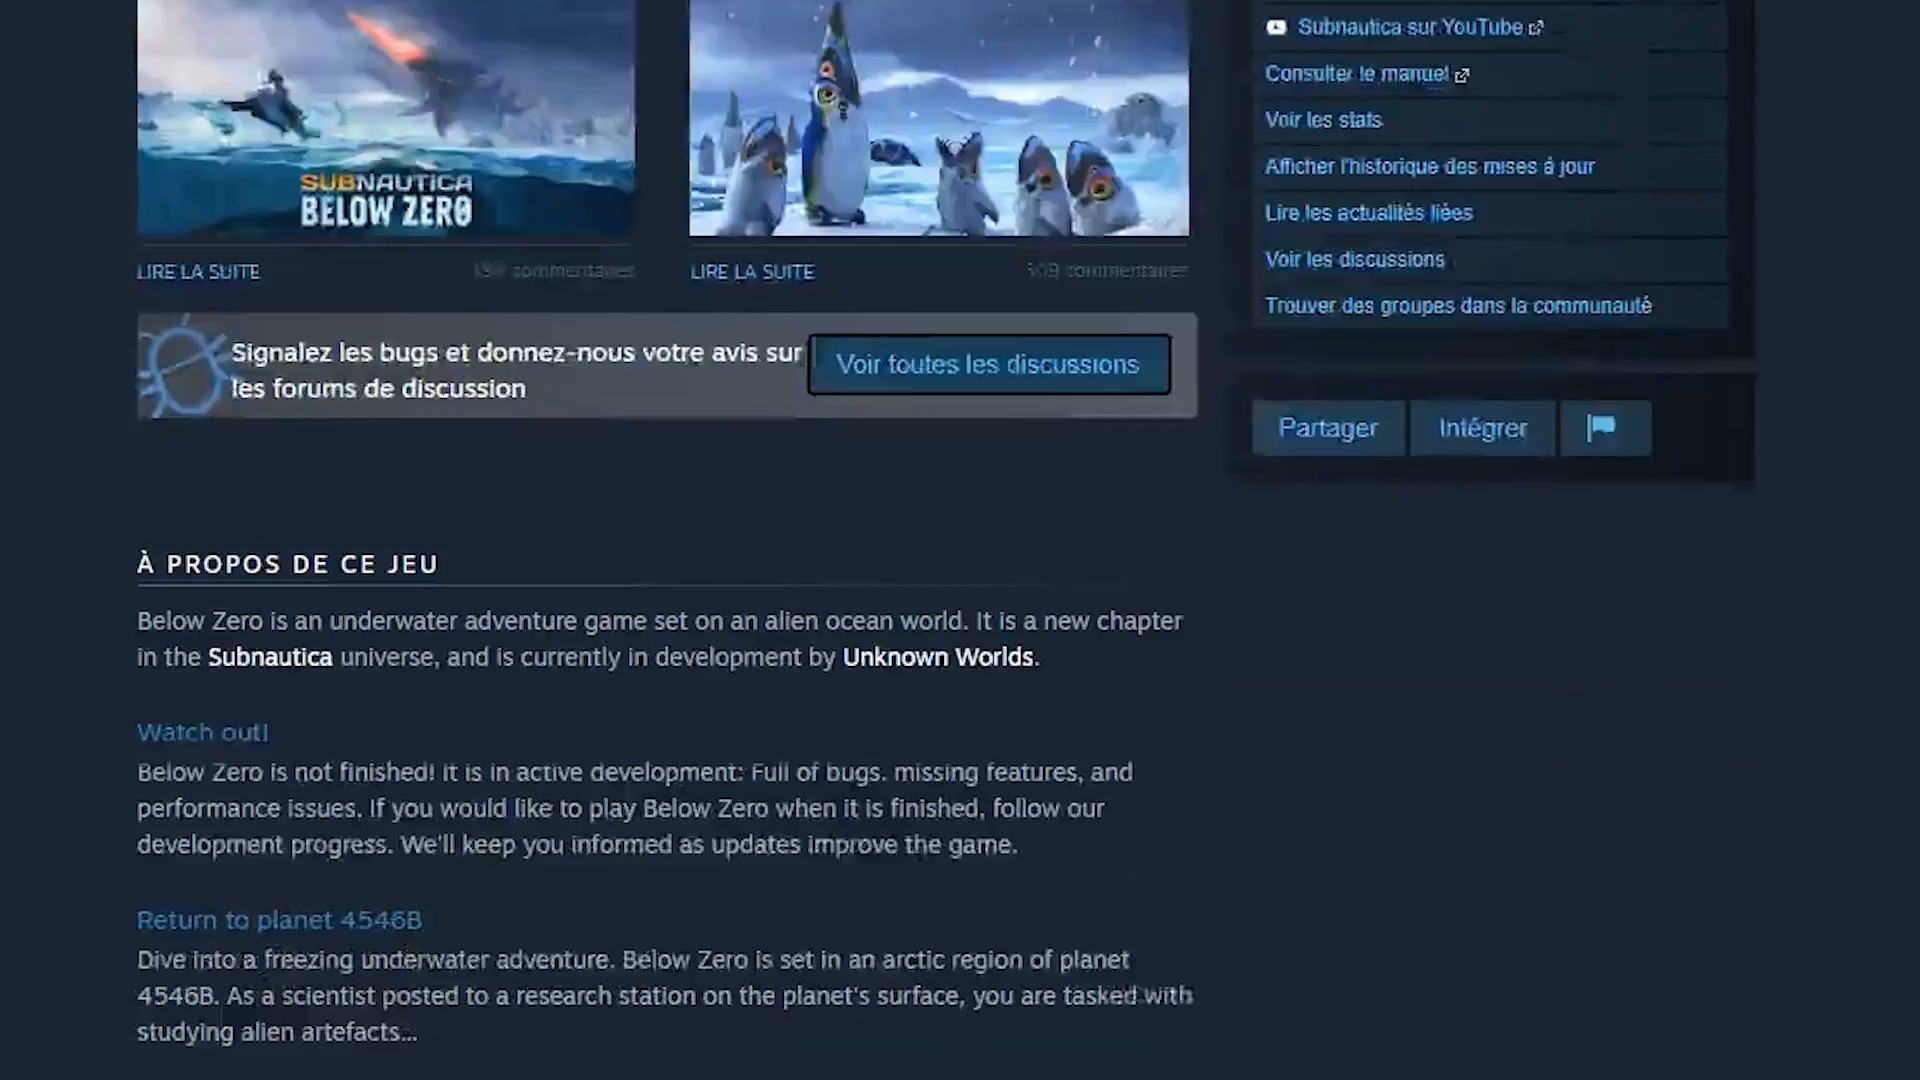 Subnautica sur YouTube
Consulter le manuel
Voir les stats
Afficher l'historique des mises à jour
Lire les actualités liées
Voir les discussions
Trouver des groupes dans la communauté
SUBNAUTICA
BELOW ZERO
LIRE LA SUITE
commentaires
LIRE LA SUITE
commentaires
Signalez les bugs et donnez-nous votre avis sur
les forums de discussion
Voir toutes les discussions
Partager
Intégrer
À PROPOS DE CE JEU
Below Zero is an underwater adventure game set on an alien ocean world. It is a new chapter
in the Subnautica universe, and is currently in development by Unknown Worlds.
Watch out!
Below Zero is not finished! It is in active development: Full of bugs, missing features, and
performance issues. If you would like to play Below Zero when it is finished, follow our
development progress. We'll keep you informed as updates improve the game.
Return to planet 4546B
Dive into a freezing underwater adventure. Below Zero is set in an arctic region of planet
4546B. As a scientist posted to a research station on the planet's surface, you are tasked with
studying alien artefacts...